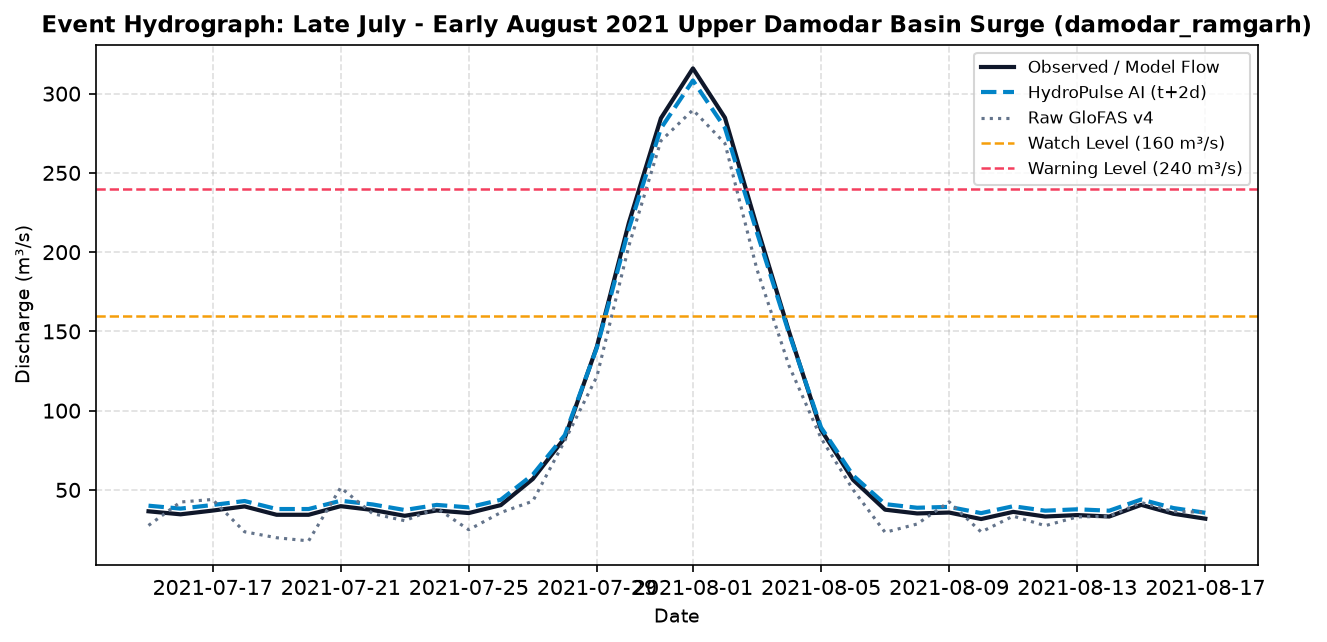 Event Hydrograph: Late July - Early August 2021 Upper Damodar Basin Surge (damodar_ramgarh)
Observed / Model Flow
HydroPulse AI (t+2d)
Raw GloFAS v4
Watch Level (160 m³/s)
Warning Level (240 m³/s)
Discharge (m³/s)
300
250
200
150
100
50
2021-07-17 2021-07-21 2021-07-25 2021-07-29 2021-08-01 2021-08-05 2021-08-09 2021-08-13 2021-08-17
Date